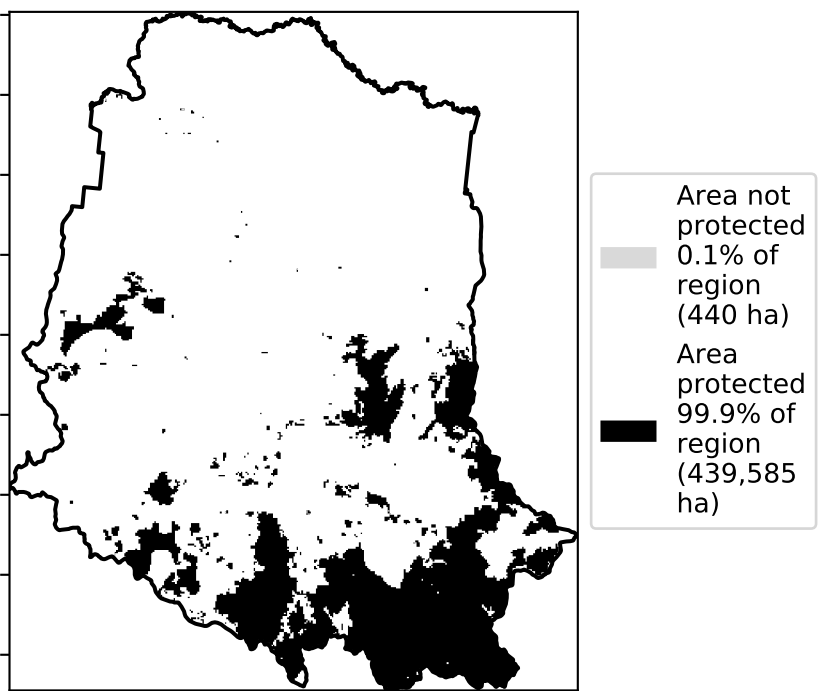 Area not
protected
0.1% of
region
(440 ha)
Area
protected
99.9% of
region
(439,585
ha)